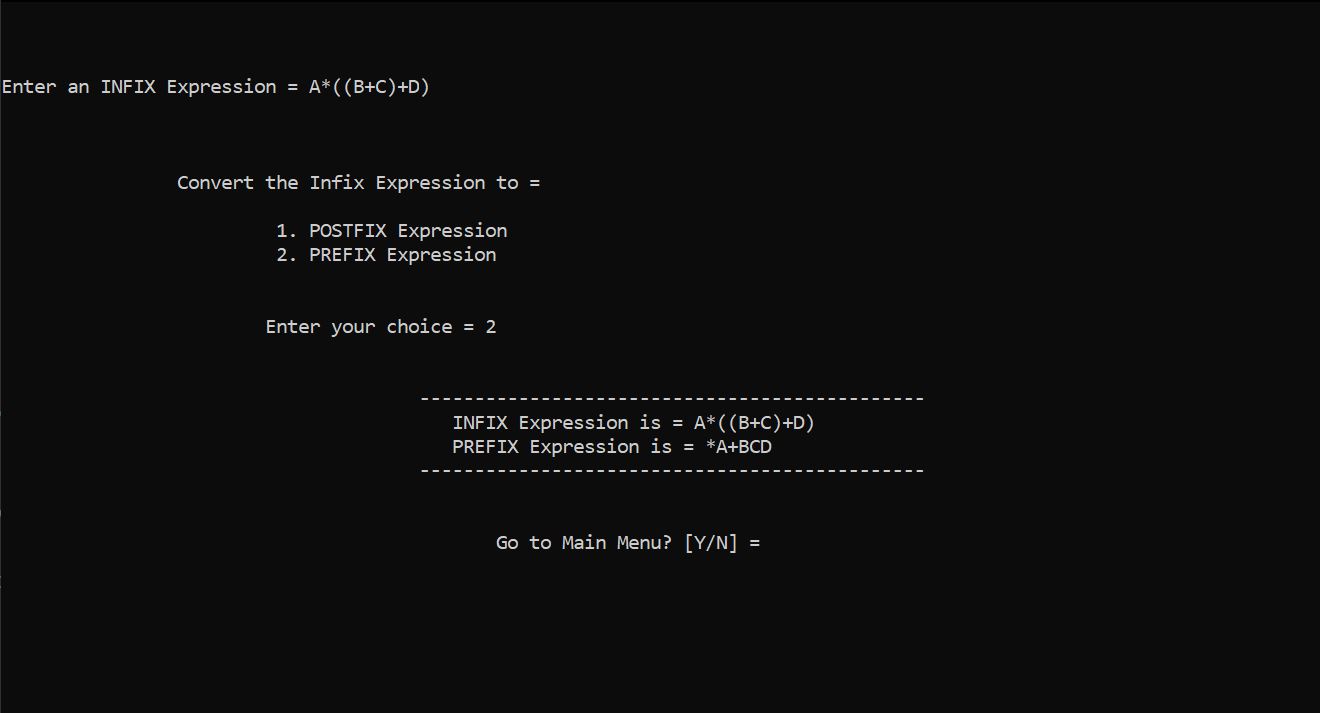 Enter an INFIX Expression = A*((B+C)+D)
Convert the Infix Expression to =
1. POSTFIX Expression
2. PREFIX Expression
Enter your choice = 2
----------------------------------------------
INFIX Expression is = A*((B+C)+D)
PREFIX Expression is = *A+BCD
----------------------------------------------
Go to Main Menu? [Y/N] =